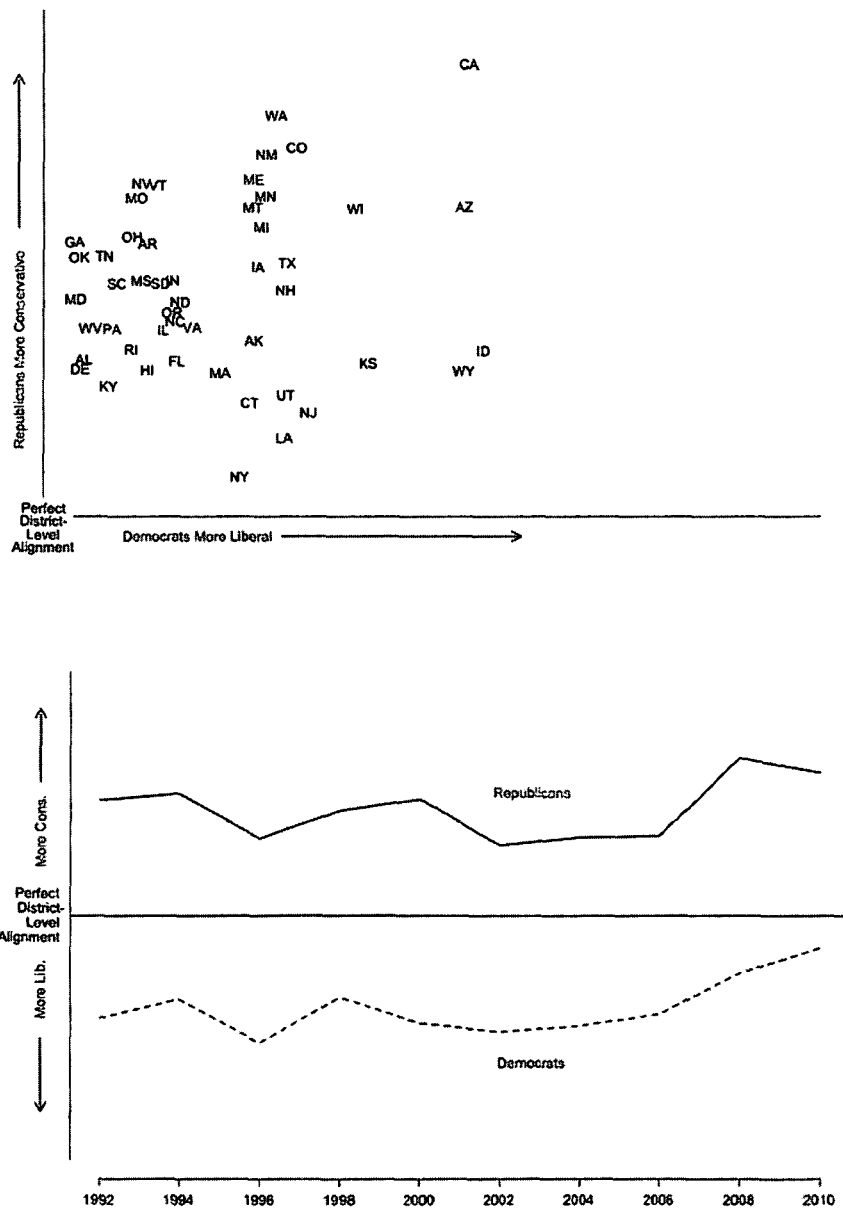 CA
WA
CO
NM
ME
NV VT
MO
MN
MT
WI
AZ
MI
OH
GA
AR
OK
TN
TX
IA
SC
MS SD IN
NH
MD
ND
OR
NC
WV PA
IL
VA
AK
RI
ID
AL
FL
KS
DE
HI
MA
WY
KY
UT
CT
NJ
LA
NY
Republicans More Conservative
Perfect
District-
Level
Alignment
Democrats More Liberal
More Cons.
Republicans
Perfect
District-
Level
Alignment
More Lib.
Democrats
1992 1994 1996 1998 2000 2002 2004 2006 2008 2010